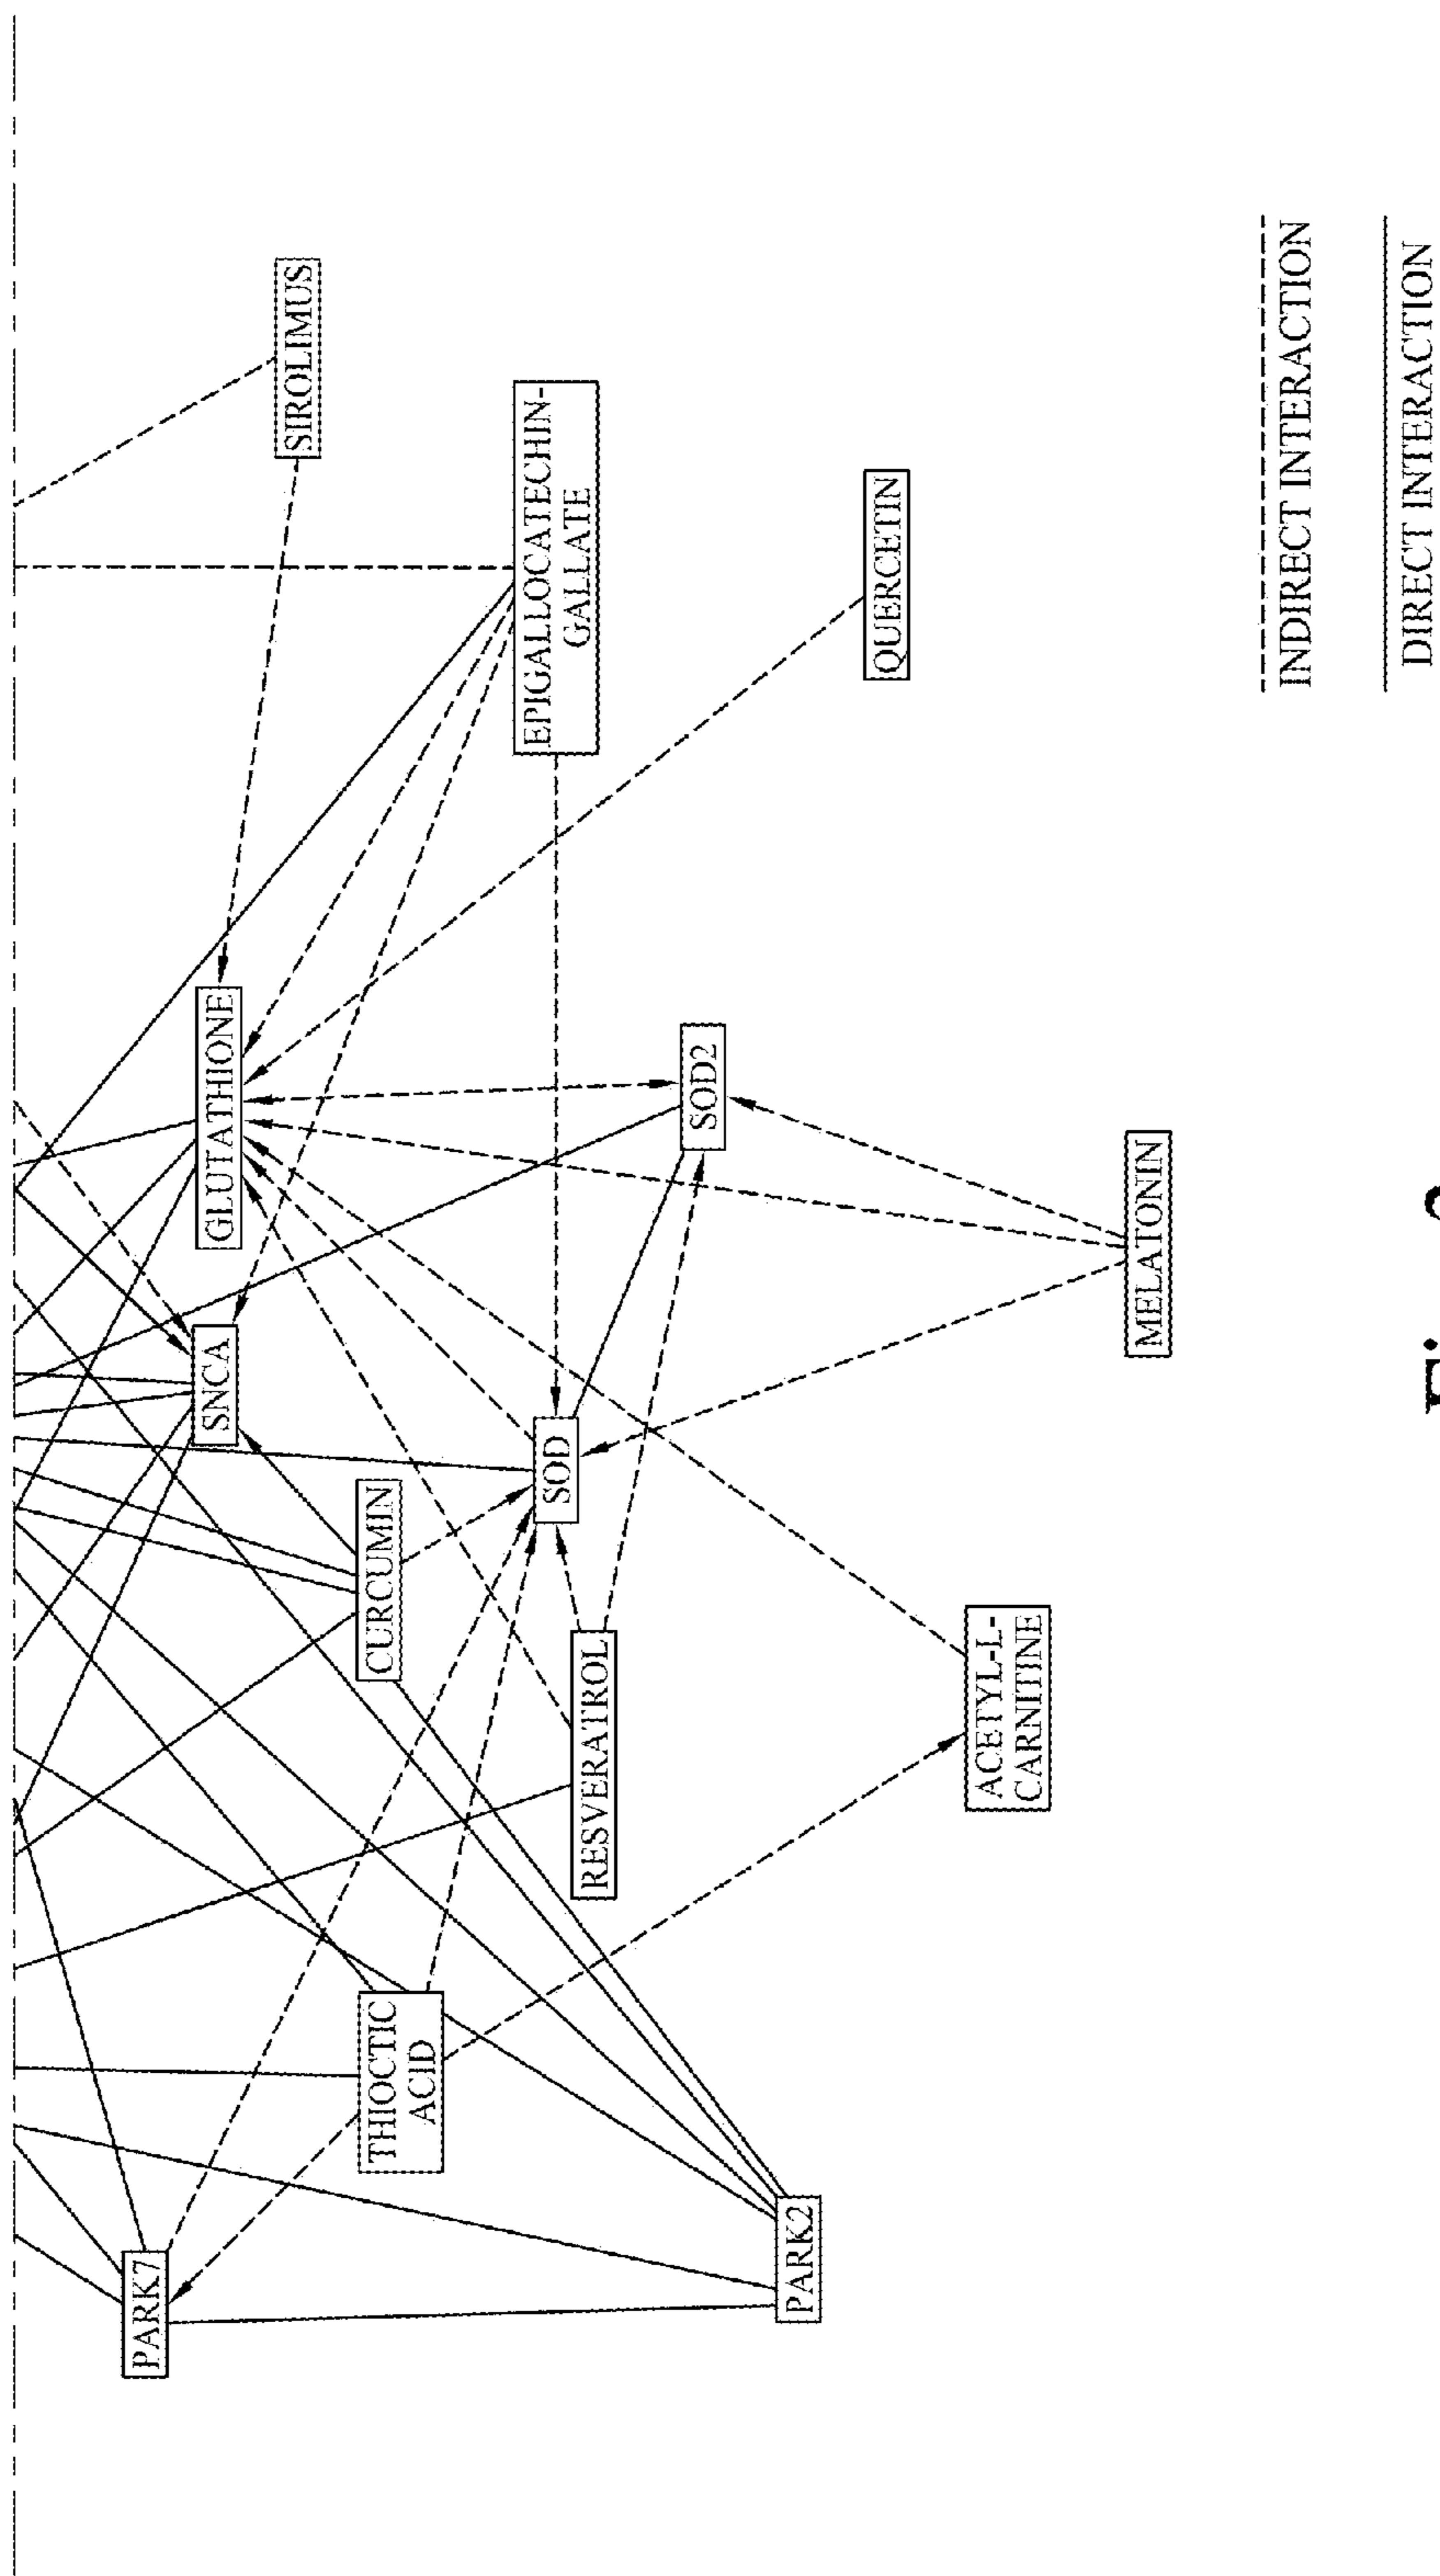 SIROLIMUS
EPIGALLOCATECHIN-
GALLATE
QUERCETIN
GLUTATHIONE
SOD2
MELATONIN
SNCA
SOD
CURCUMIN
RESVERATROL
ACETYL-L-
CARNITINE
THIOCTIC
ACID
PARK7
PARK2
INDIRECT INTERACTION
DIRECT INTERACTION